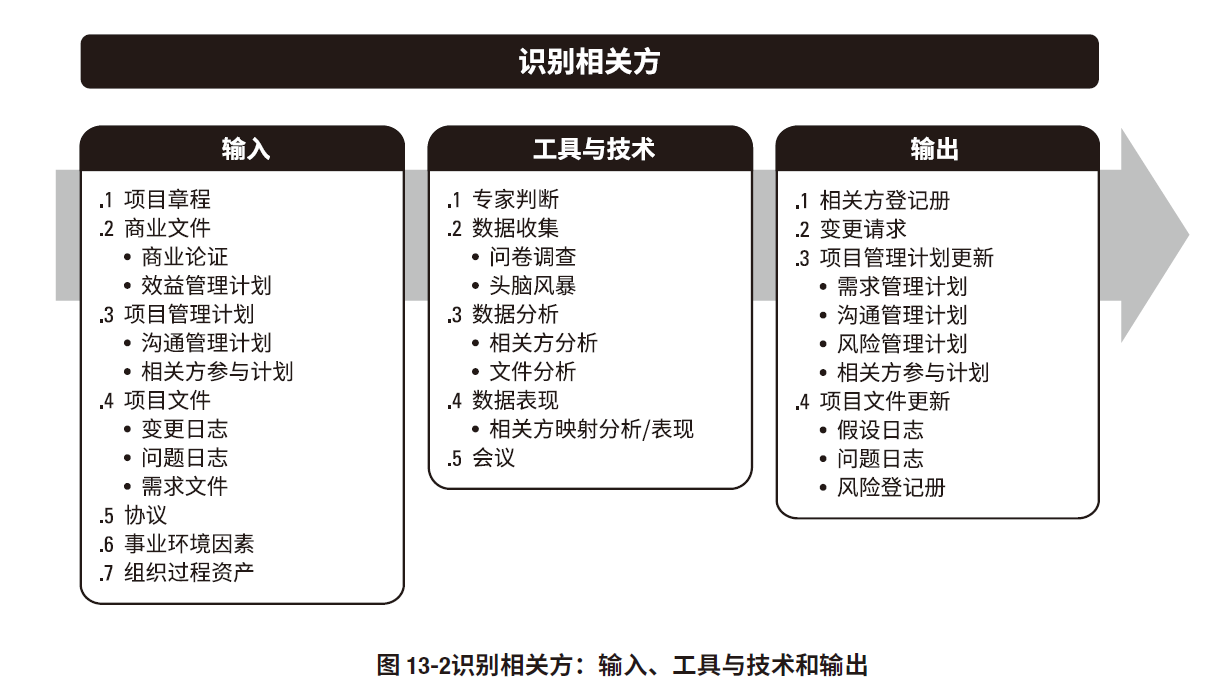 识别相关方
输入
.1 项目章程
.2 商业文件
• 商业论证
• 效益管理计划
.3 项目管理计划
• 沟通管理计划
• 相关方参与计划
.4 项目文件
• 变更日志
• 问题日志
• 需求文件
.5 协议
.6 事业环境因素
.7 组织过程资产
工具与技术
.1 专家判断
.2 数据收集
• 问卷调查
• 头脑风暴
.3 数据分析
• 相关方分析
• 文件分析
.4 数据表现
• 相关方映射分析/表现
.5 会议
输出
.1 相关方登记册
.2 变更请求
.3 项目管理计划更新
• 需求管理计划
• 沟通管理计划
• 风险管理计划
• 相关方参与计划
.4 项目文件更新
• 假设日志
• 问题日志
• 风险登记册
图 13-2识别相关方：输入、工具与技术和输出